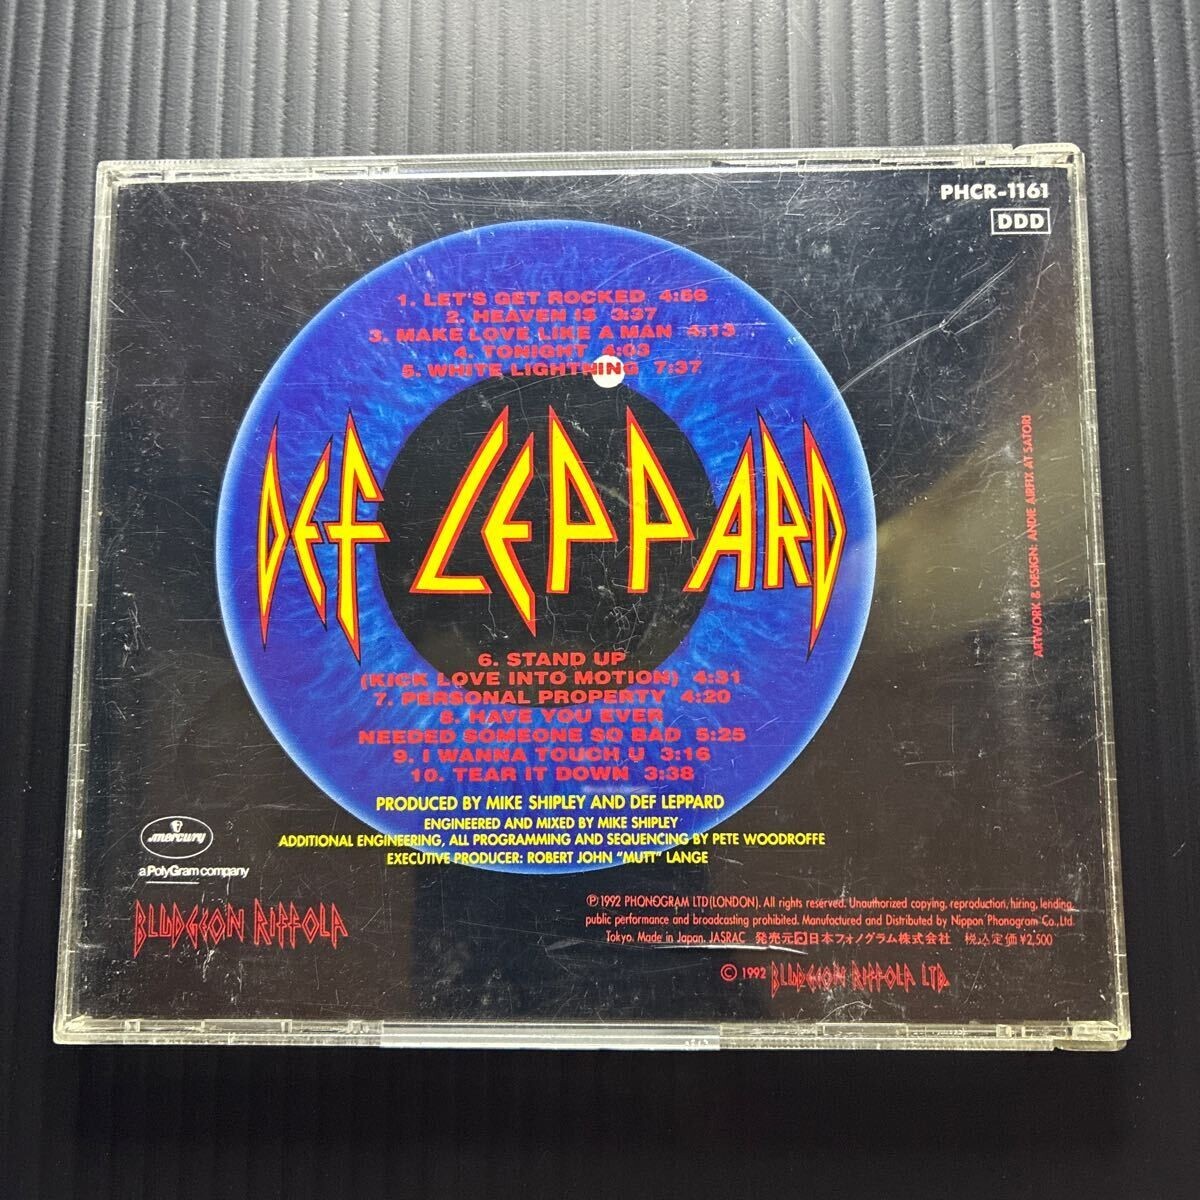 PHCR-1161
DDD
1. LET'S GET ROCKED 4:56
2. HEAVEN IS 3:37
3. MAKE LOVE LIKE A MAN 4:13
4. TONIGHT 4:03
5. WHITE LIGHTNING 7:37
DEF LEPPARD
6. STAND UP
(KICK LOVE INTO MOTION) 4:31
7. PERSONAL PROPERTY 4:20
8. HAVE YOU EVER
NEEDED SOMEONE SO BAD 5:25
9. I WANNA TOUCH U 3:16
10. TEAR IT DOWN 3:38
PRODUCED BY MIKE SHIPLEY AND DEF LEPPARD
ENGINEERED AND MIXED BY MIKE SHIPLEY
ADDITIONAL ENGINEERING, ALL PROGRAMMING AND SEQUENCING BY PETE WOODROFFE
EXECUTIVE PRODUCER: ROBERT JOHN "MUTT" LANGE
ARTWORK & DESIGN: ANDIE AIRFIX AT SATORI
mercury
a PolyGram company
BLUDGEON RIFFOLA
Ⓟ 1992 PHONOGRAM LTD (LONDON). All rights reserved. Unauthorized copying, reproduction, hiring, lending,
public performance and broadcasting prohibited. Manufactured and Distributed by Nippon Phonogram Co., Ltd.
Tokyo. Made in Japan. JASRAC 発売元 日本フォノグラム株式会社 税込定価¥2,500
© 1992 BLUDGEON RIFFOLA LTD.